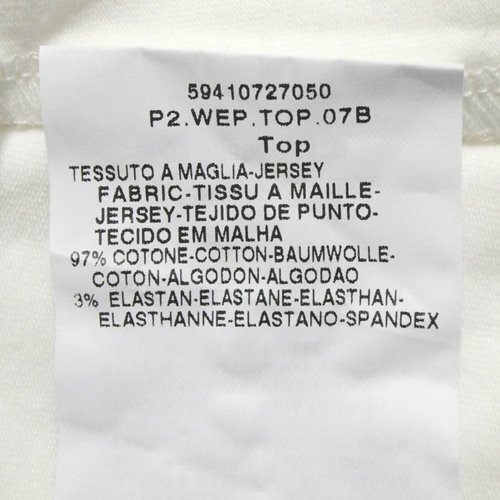 59410727050
P2.WEP.TOP.07B
Top
TESSUTO A MAGLIA-JERSEY
FABRIC-TISSU A MAILLE-
JERSEY-TEJIDO DE PUNTO-
TECIDO EM MALHA
97% COTONE-COTTON-BAUMWOLLE-
COTON-ALGODON-ALGODAO
3% ELASTAN-ELASTANE-ELASTHAN-
ELASTHANNE-ELASTANO-SPANDEX